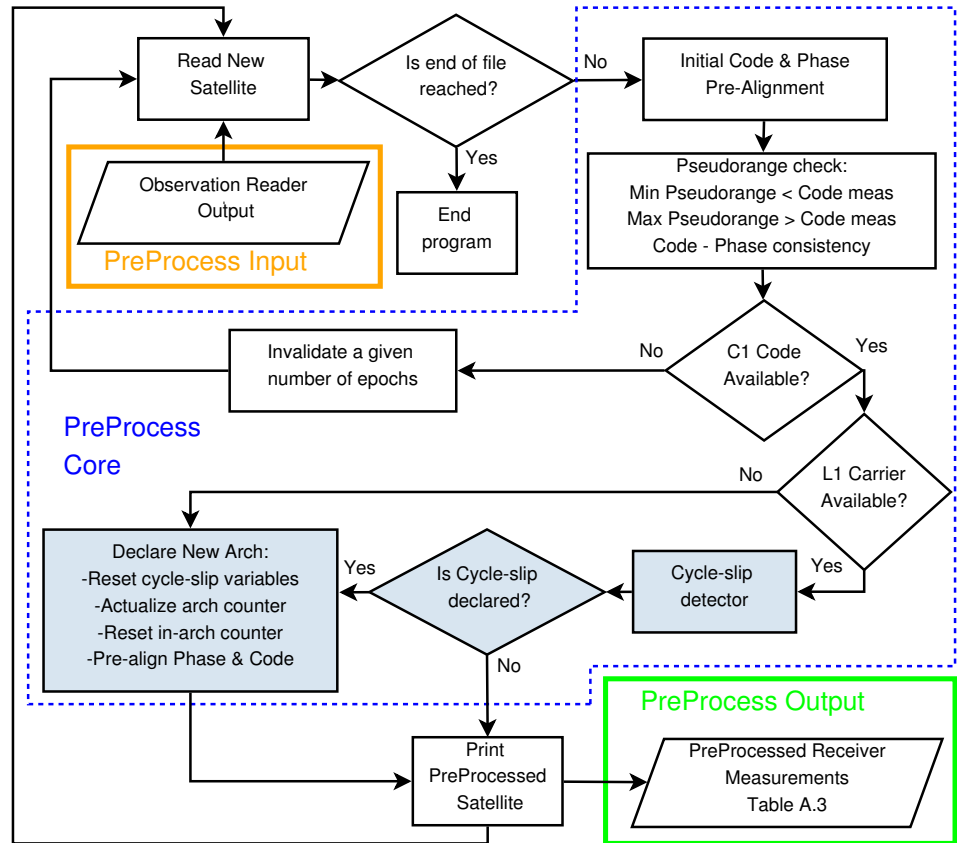 Read New
Satellite
Is end of file
reached?
No
Initial Code & Phase
Pre-Alignment
Yes
Observation Reader
Output
PreProcess Input
End
program
Pseudorange check:
Min Pseudorange < Code meas
Max Pseudorange > Code meas
Code - Phase consistency
Invalidate a given
number of epochs
No
C1 Code
Available?
Yes
PreProcess
Core
No
L1 Carrier
Available?
Declare New Arch:
-Reset cycle-slip variables
-Actualize arch counter
-Reset in-arch counter
-Pre-align Phase & Code
Yes
Is Cycle-slip
declared?
Cycle-slip
detector
Yes
No
PreProcess Output
Print
PreProcessed
Satellite
PreProcessed Receiver
Measurements
Table A.3